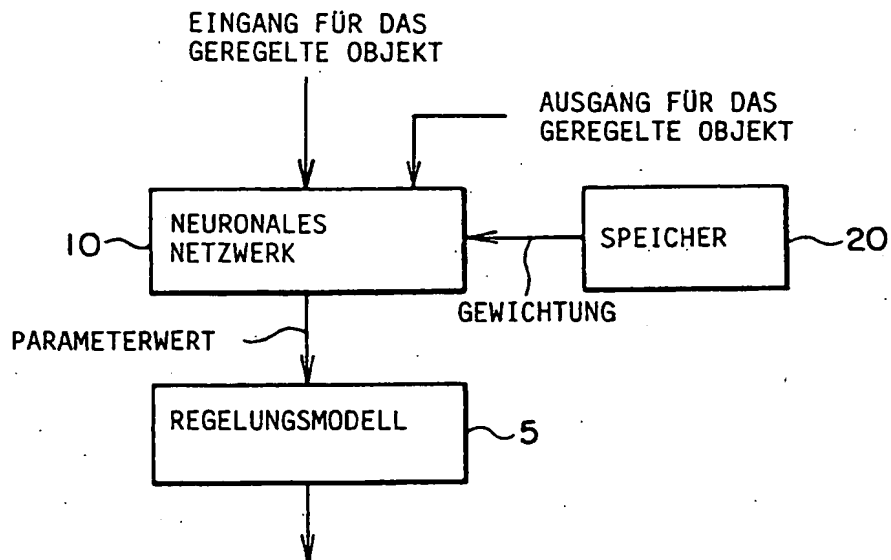 EINGANG FÜR DAS
GEREGELTE OBJEKT
AUSGANG FÜR DAS
GEREGELTE OBJEKT
10
NEURONALES
NETZWERK
SPEICHER
20
GEWICHTUNG
PARAMETERWERT
REGELUNGSMODELL
5